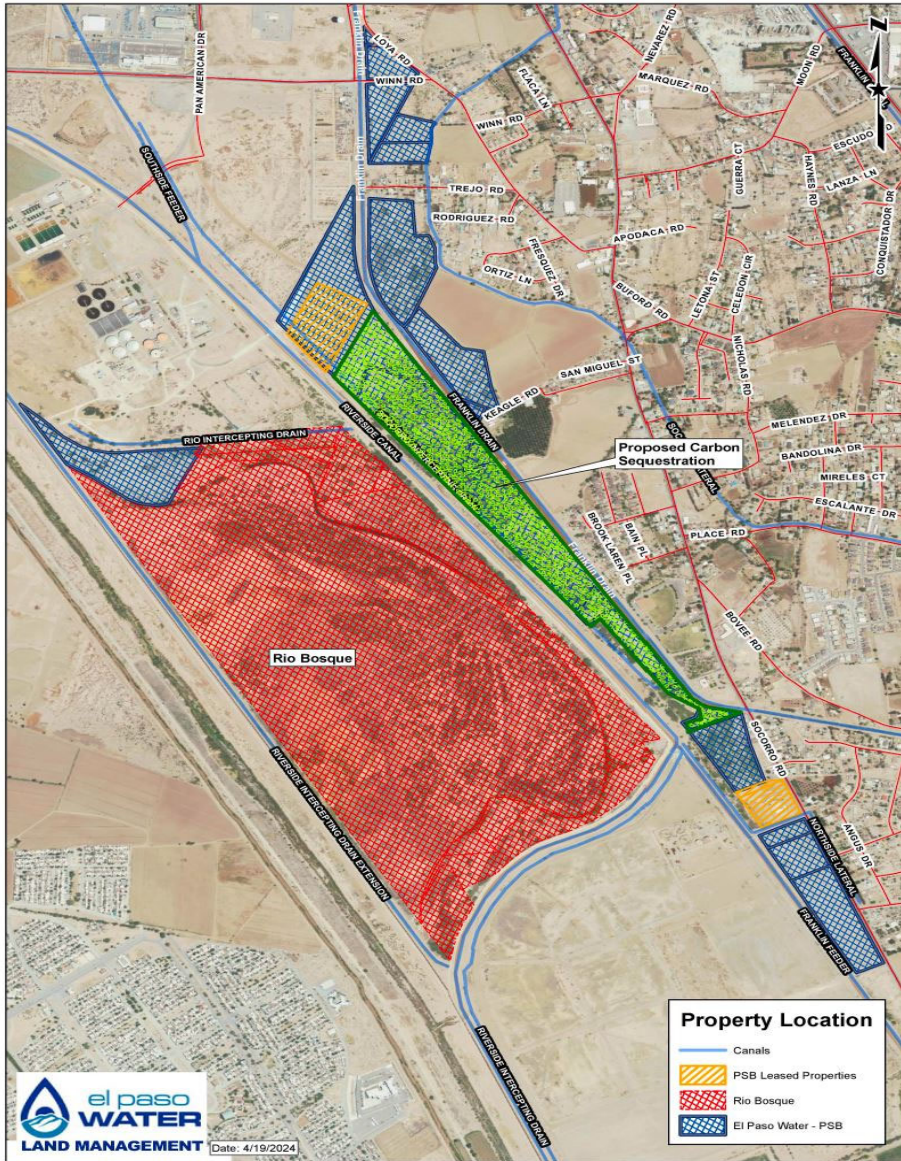 PAN AMERICAN DR
LOYA RD
WINN RD
FLACA LN
NEVAREZ RD
MARQUEZ RD
MOON RD
N
WINN RD
ESCUDO RD
LANZA LN
GUERRA CT
HAYNES RD
CONQUISTADOR DR
SOUTHSIDE FEEDER
TREJO RD
RODRIGUEZ RD
APODACA RD
FRESQUEZ DR
ORTIZ LN
BUFORD RD
LETONA ST
CELEDON CIR
NICHOLAS RD
SAN MIGUEL ST
KEAGLE RD
FRANKLIN DRAIN
RIO INTERCEPTING DRAIN
RIVERSIDE CANAL
Proposed Carbon
Sequestration
MELENDEZ DR
BANDOLINA DR
MIRELES CT
ESCALANTE DR
PLACE RD
BAIN PL
BROOK LAREN PL
Franklin Drain
BOVEE RD
Rio Bosque
SOCORRO RD
ANGUS DR
NORTHSIDE LATERAL
FRANKLIN FEEDER
RIVERSIDE INTERCEPTING DRAIN EXTENSION
RIVERSIDE INTERCEPTING DRAIN
Property Location
Canals
PSB Leased Properties
Rio Bosque
El Paso Water - PSB
el paso
WATER
LAND MANAGEMENT
Date: 4/19/2024